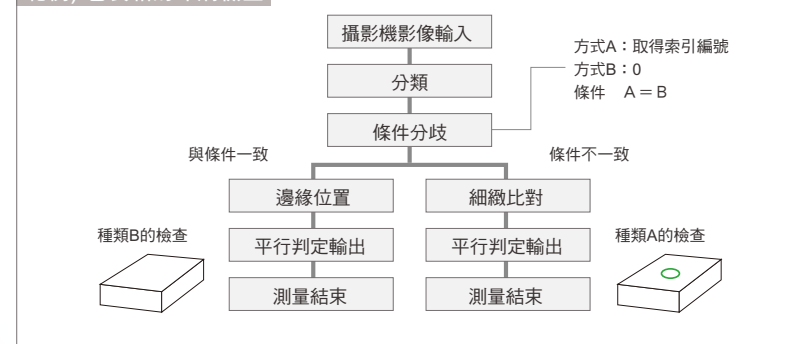 攝影機影像輸入
分類
條件分歧
方式A：取得索引編號
方式B：0
條件　A＝B
與條件一致
條件不一致
邊緣位置
細緻比對
種類B的檢查
平行判定輸出
平行判定輸出
種類A的檢查
測量結束
測量結束